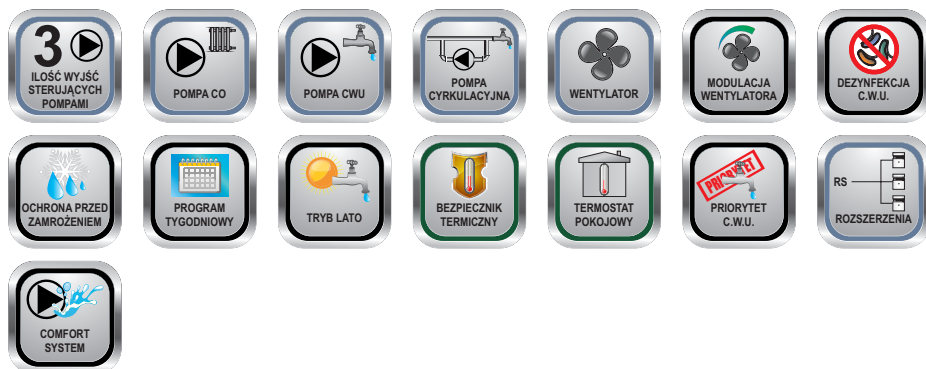 3
ILOŚĆ WYJŚĆ
STERUJĄCYCH
POMPAMI
POMPA CO
POMPA CWU
POMPA
CYRKULACYJNA
WENTYLATOR
MODULACJA
WENTYLATORA
DEZYNFEKCJA
C.W.U.
OCHRONA PRZED
ZAMROŻENIEM
PROGRAM
TYGODNIOWY
TRYB LATO
BEZPIECZNIK
TERMICZNY
TERMOSTAT
POKOJOWY
PRIORYTET
PRIORYTET
C.W.U.
RS
ROZSZERZENIA
COMFORT
SYSTEM